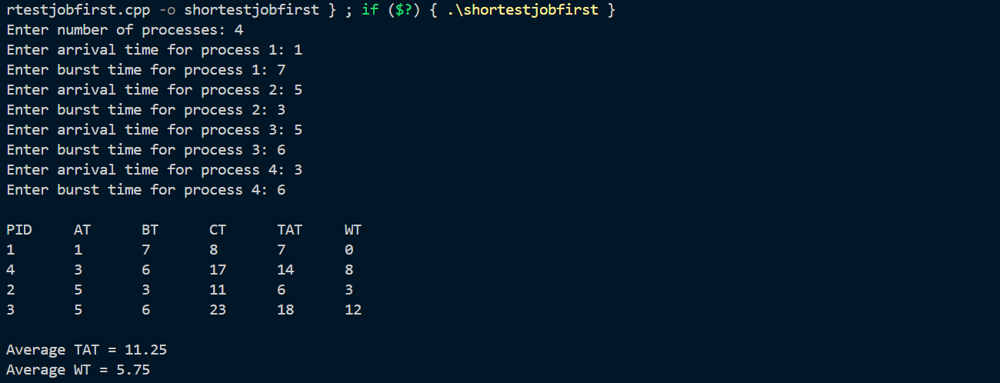 rtestjobfirst.cpp -o shortestjobfirst } ; if ($?) { .\shortestjobfirst }
Enter number of processes: 4
Enter arrival time for process 1: 1
Enter burst time for process 1: 7
Enter arrival time for process 2: 5
Enter burst time for process 2: 3
Enter arrival time for process 3: 5
Enter burst time for process 3: 6
Enter arrival time for process 4: 3
Enter burst time for process 4: 6
PID AT BT CT TAT WT
1 1 7 8 7 0
4 3 6 17 14 8
2 5 3 11 6 3
3 5 6 23 18 12
Average TAT = 11.25
Average WT = 5.75